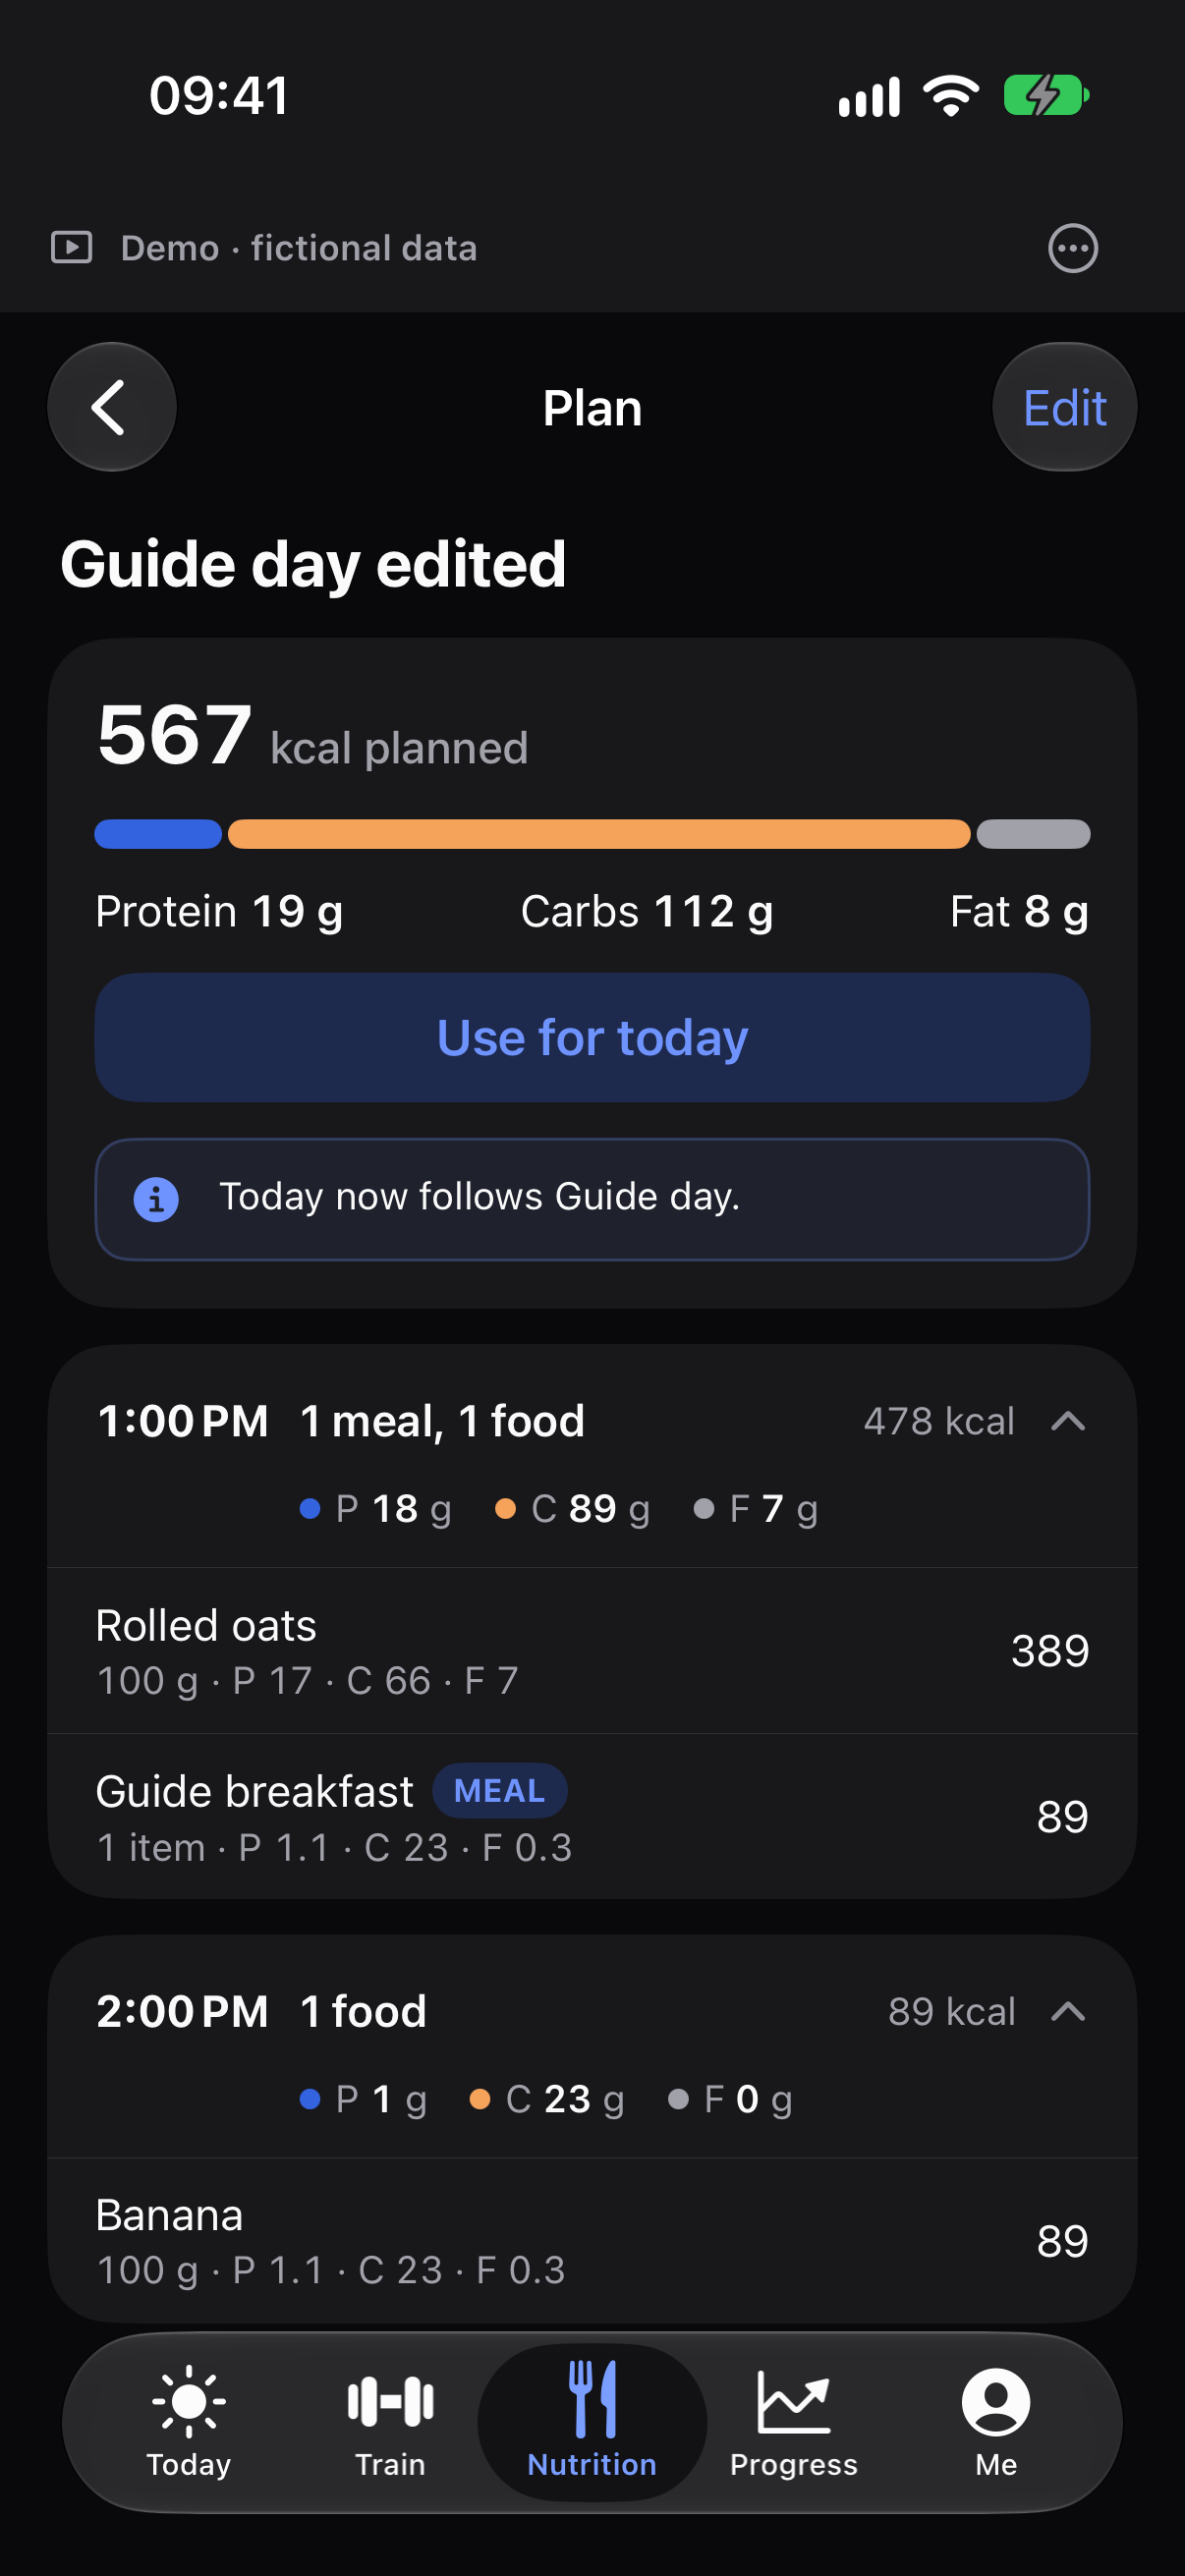 09:41
Demo · fictional data
Plan
Edit
Guide day edited
567 kcal planned
Protein 19 g Carbs 112 g Fat 8 g
Use for today
Today now follows Guide day.
1:00 PM 1 meal, 1 food 478 kcal
P 18 g C 89 g F 7 g
Rolled oats
100 g · P 17 · C 66 · F 7
389
Guide breakfast MEAL
1 item · P 1.1 · C 23 · F 0.3
89
2:00 PM 1 food 89 kcal
P 1 g C 23 g F 0 g
Banana
100 g · P 1.1 · C 23 · F 0.3
89
Today Train Nutrition Progress Me